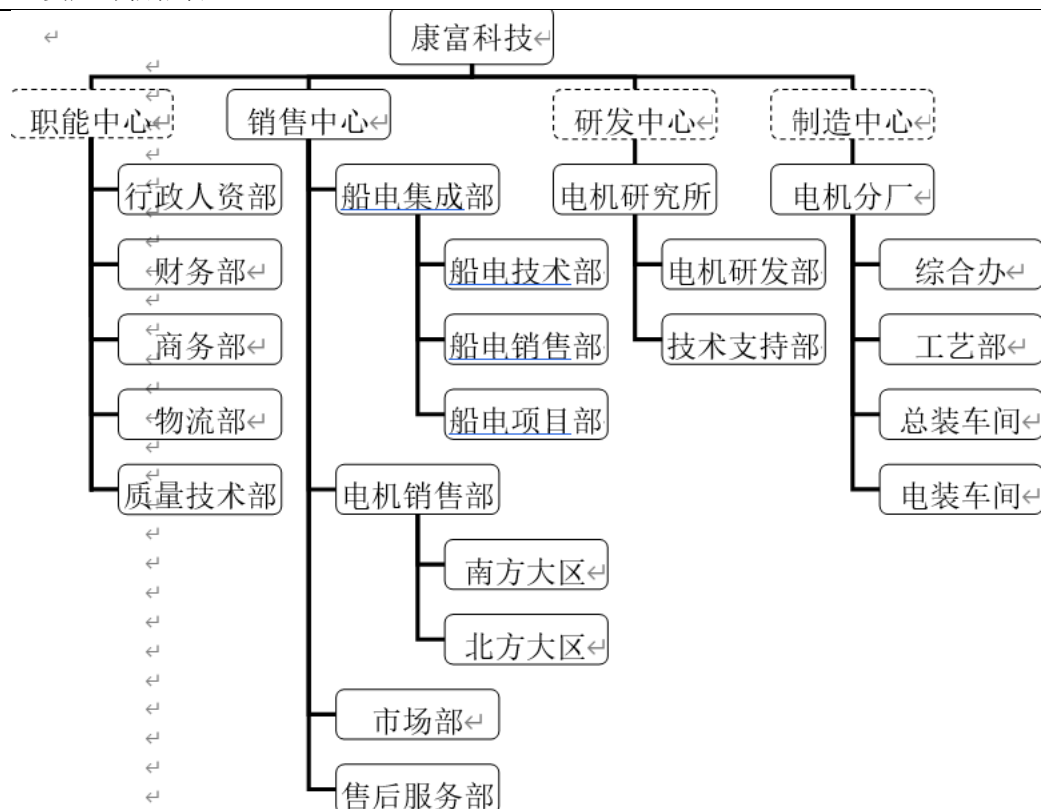 康富科技
职能中心 销售中心 研发中心 制造中心
行政人资部 船电集成部 电机研究所 电机分厂
财务部 船电技术部 电机研发部 综合办
商务部 船电销售部 技术支持部 工艺部
物流部 船电项目部 总装车间
质量技术部 电机销售部 电装车间
南方大区
北方大区
市场部
售后服务部